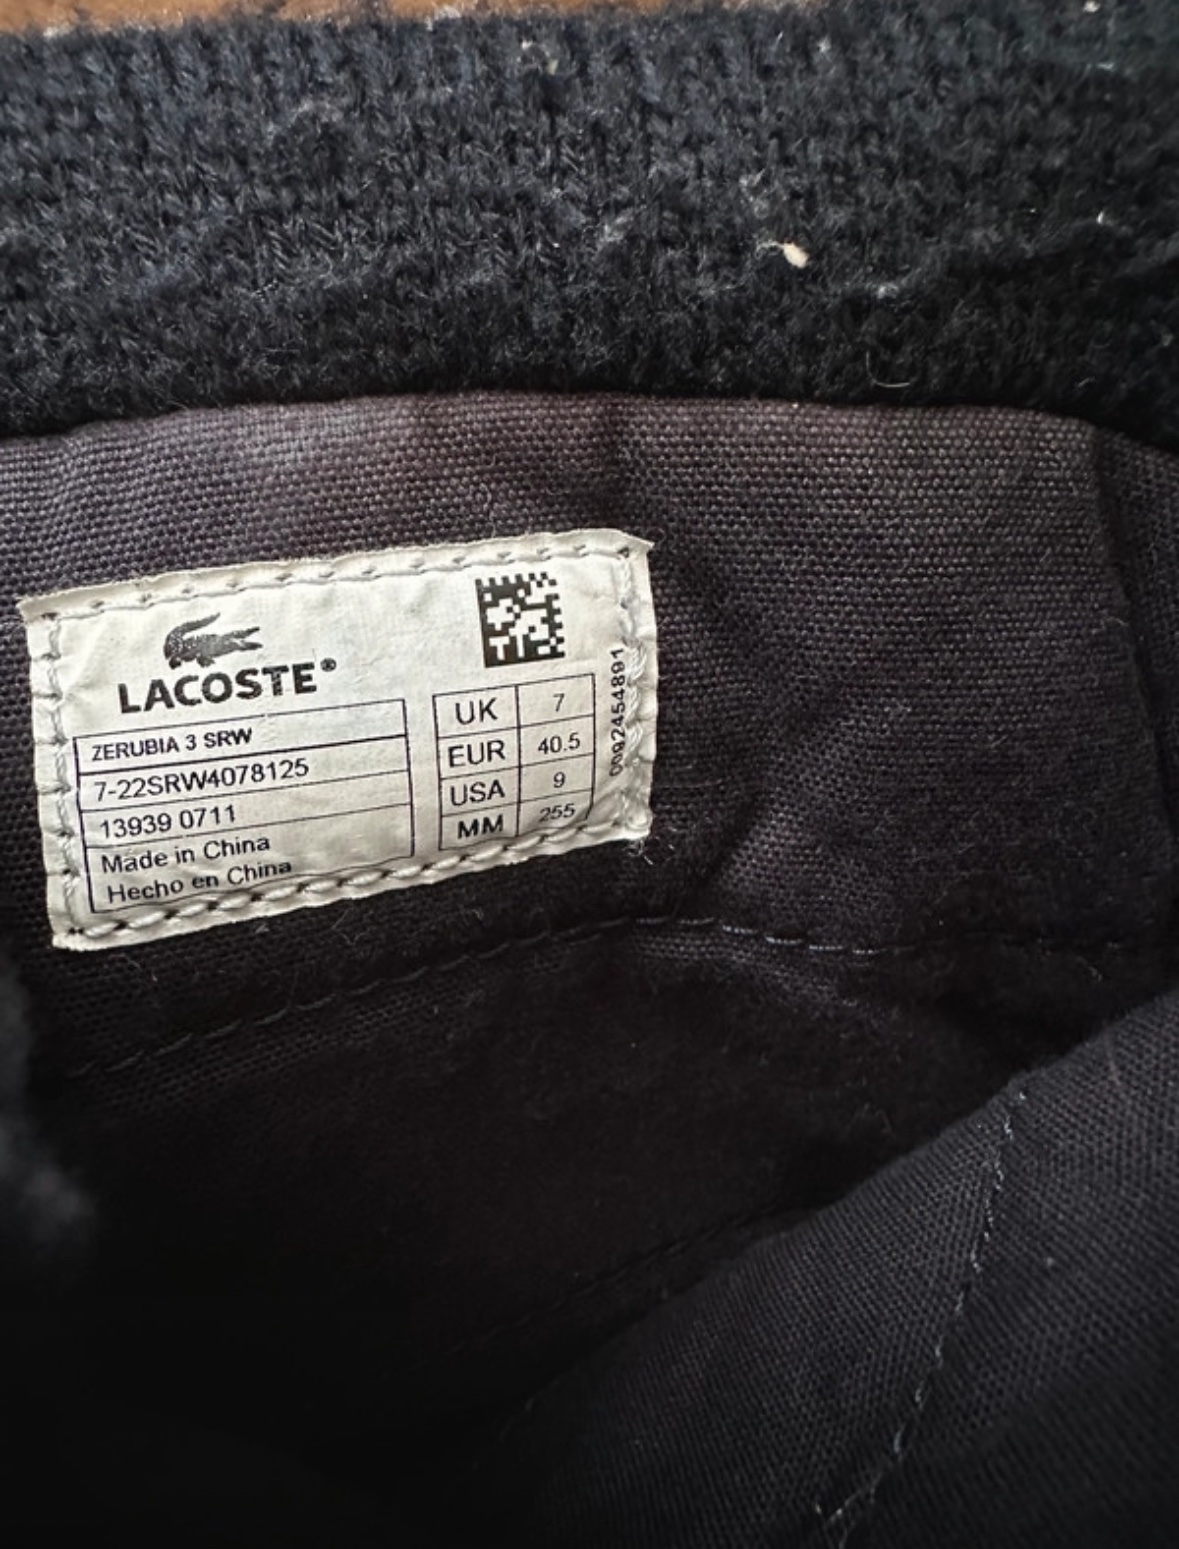 LACOSTE®
ZERUBIA 3 SRW
7-22SRW4078125
13939 0711
Made in China
Hecho en China
UK 7
EUR 40.5
USA 9
MM 255
0092454891